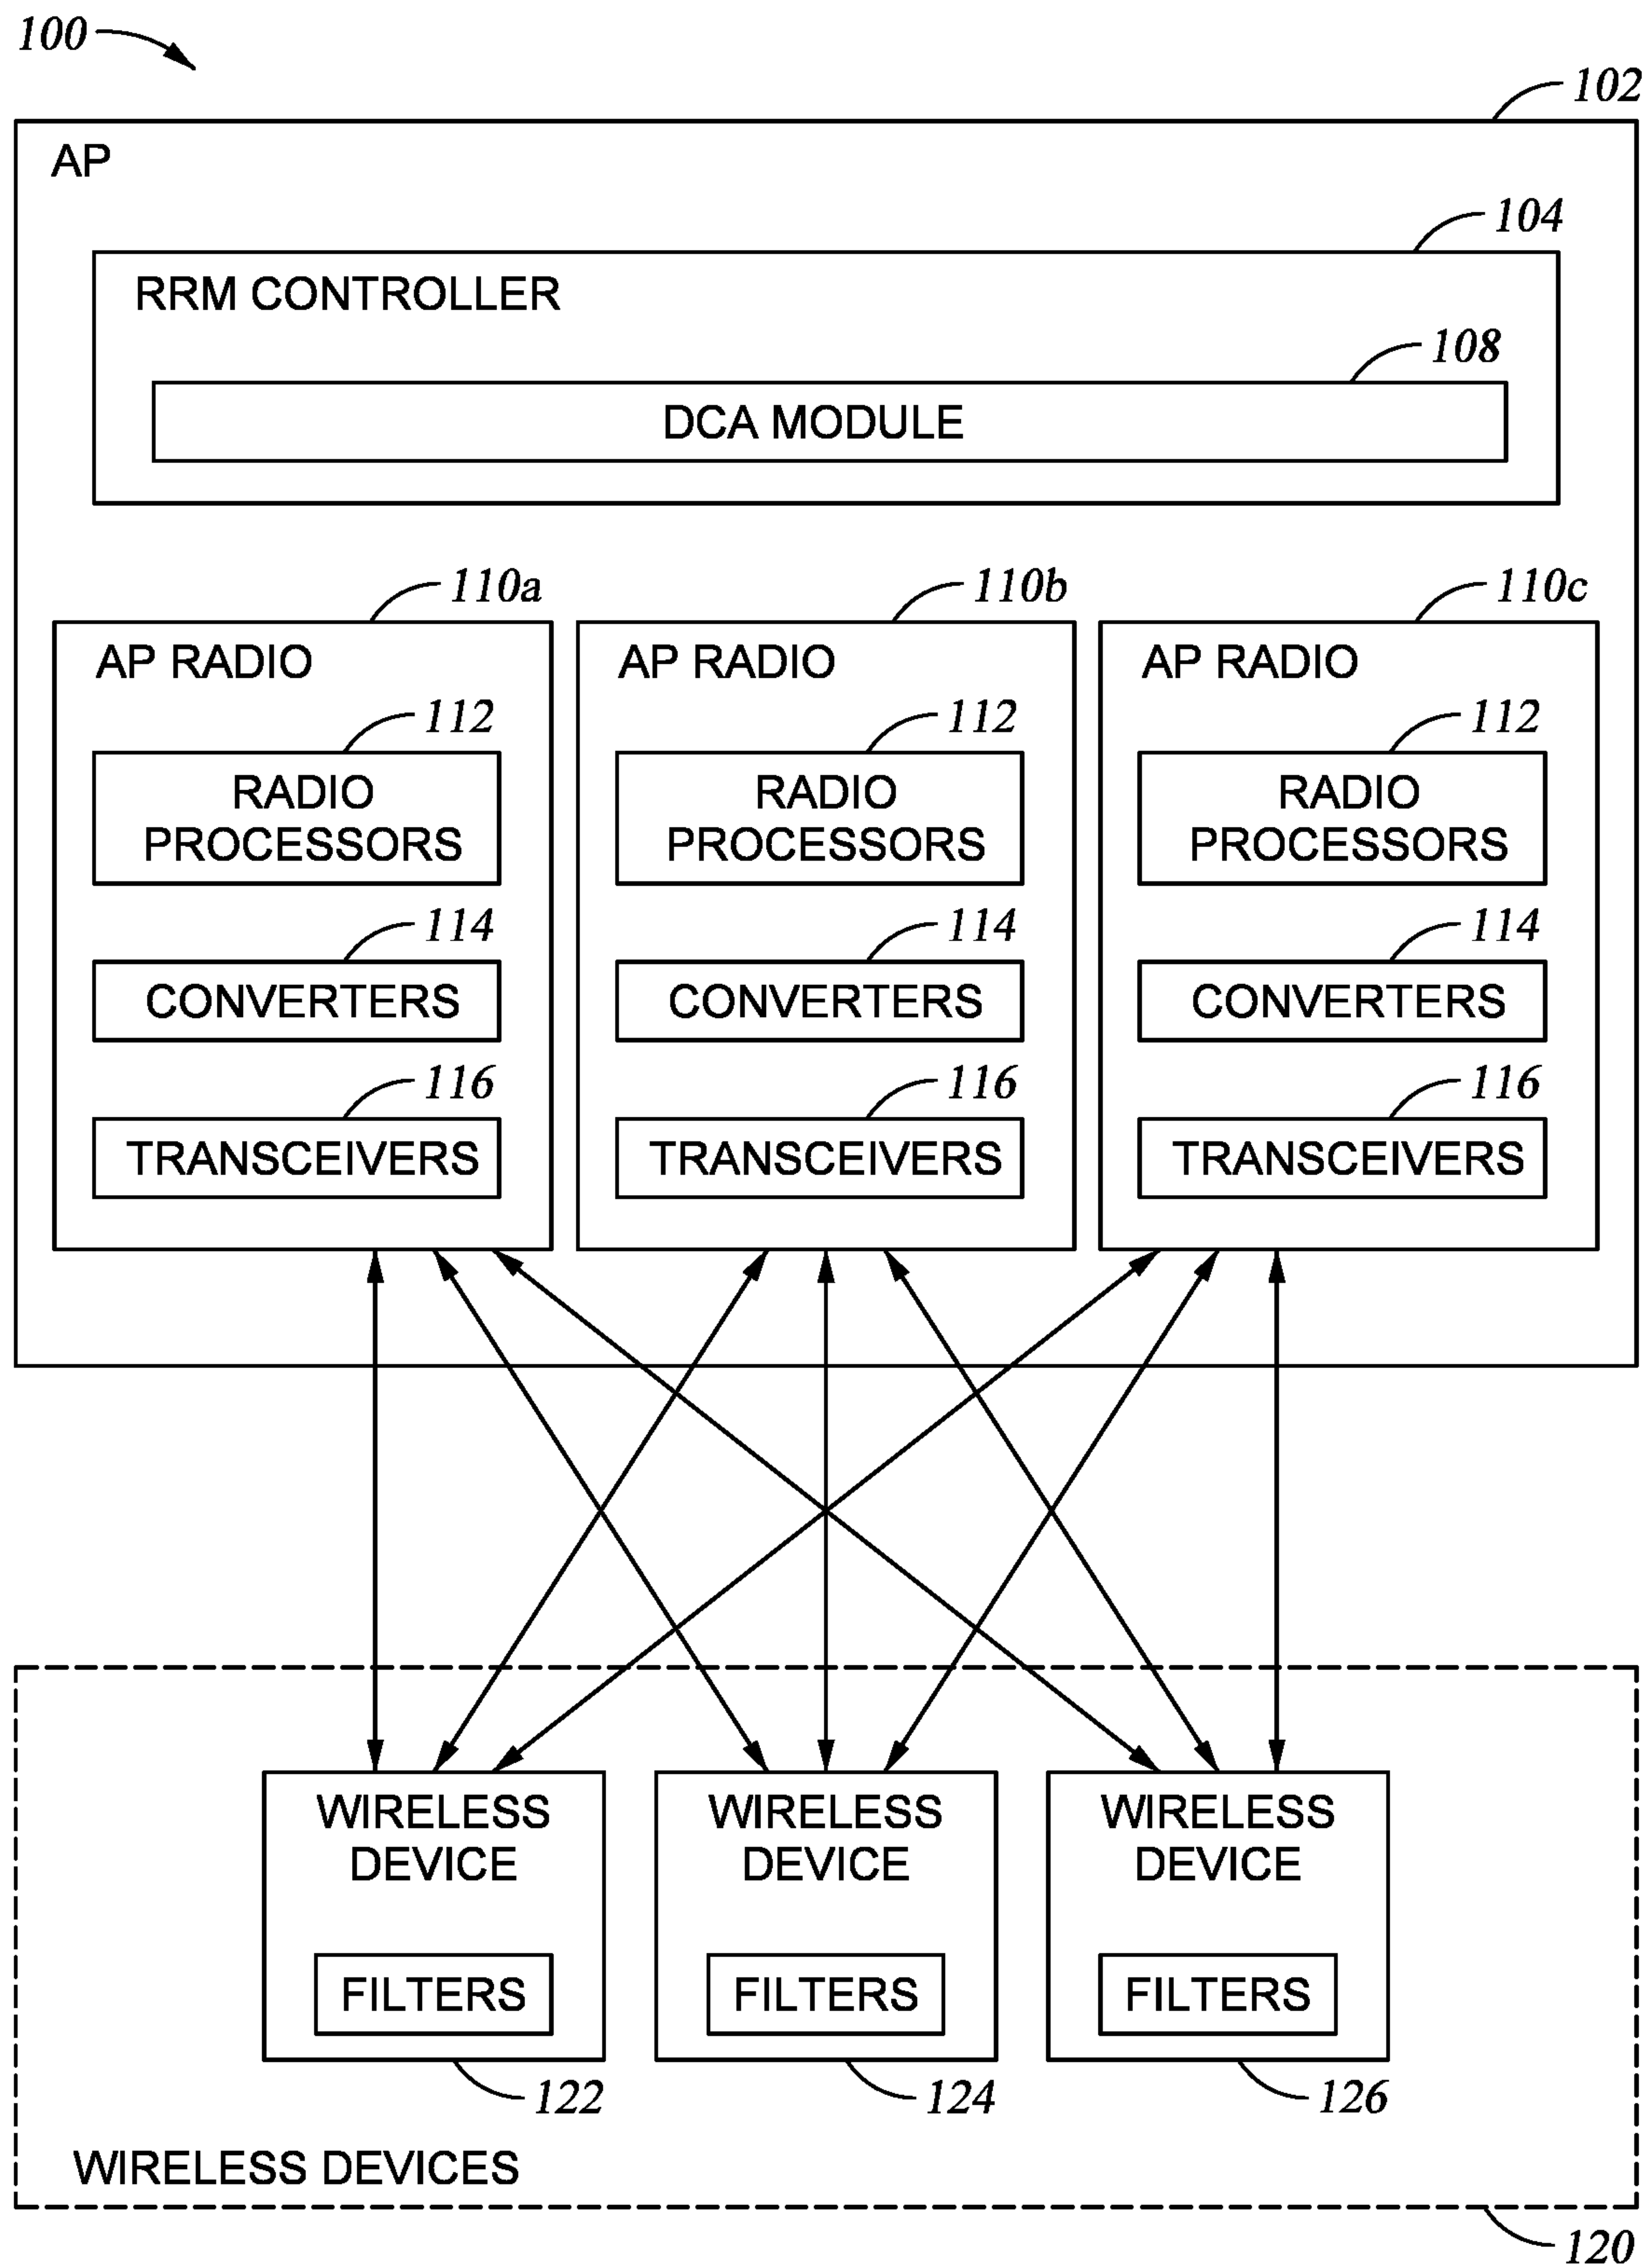 100
102
AP
104
RRM CONTROLLER
108
DCA MODULE
110a
110b
110c
AP RADIO
AP RADIO
AP RADIO
112
112
112
RADIO
PROCESSORS
RADIO
PROCESSORS
RADIO
PROCESSORS
114
114
114
CONVERTERS
CONVERTERS
CONVERTERS
116
116
116
TRANSCEIVERS
TRANSCEIVERS
TRANSCEIVERS
WIRELESS
DEVICE
WIRELESS
DEVICE
WIRELESS
DEVICE
FILTERS
FILTERS
FILTERS
122
124
126
WIRELESS DEVICES
120